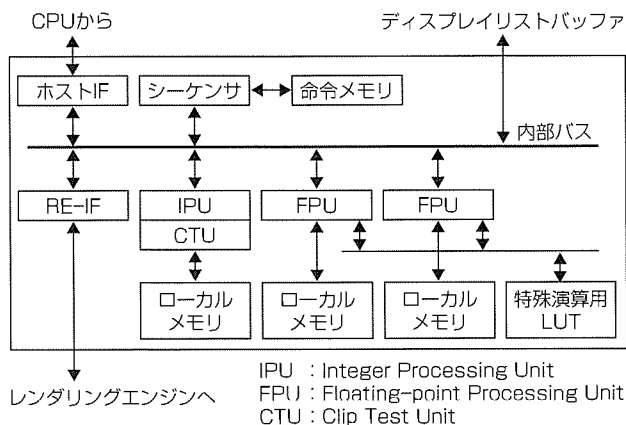 CPUから
ディスプレイリストバッファ
ホストIF
シーケンサ
命令メモリ
内部バス
RE-IF
IPU
FPU
FPU
CTU
ローカル
メモリ
ローカル
メモリ
ローカル
メモリ
特殊演算用
LUT
レンダリングエンジンへ
IPU : Integer Processing Unit
FPU : Floating-point Processing Unit
CTU : Clip Test Unit